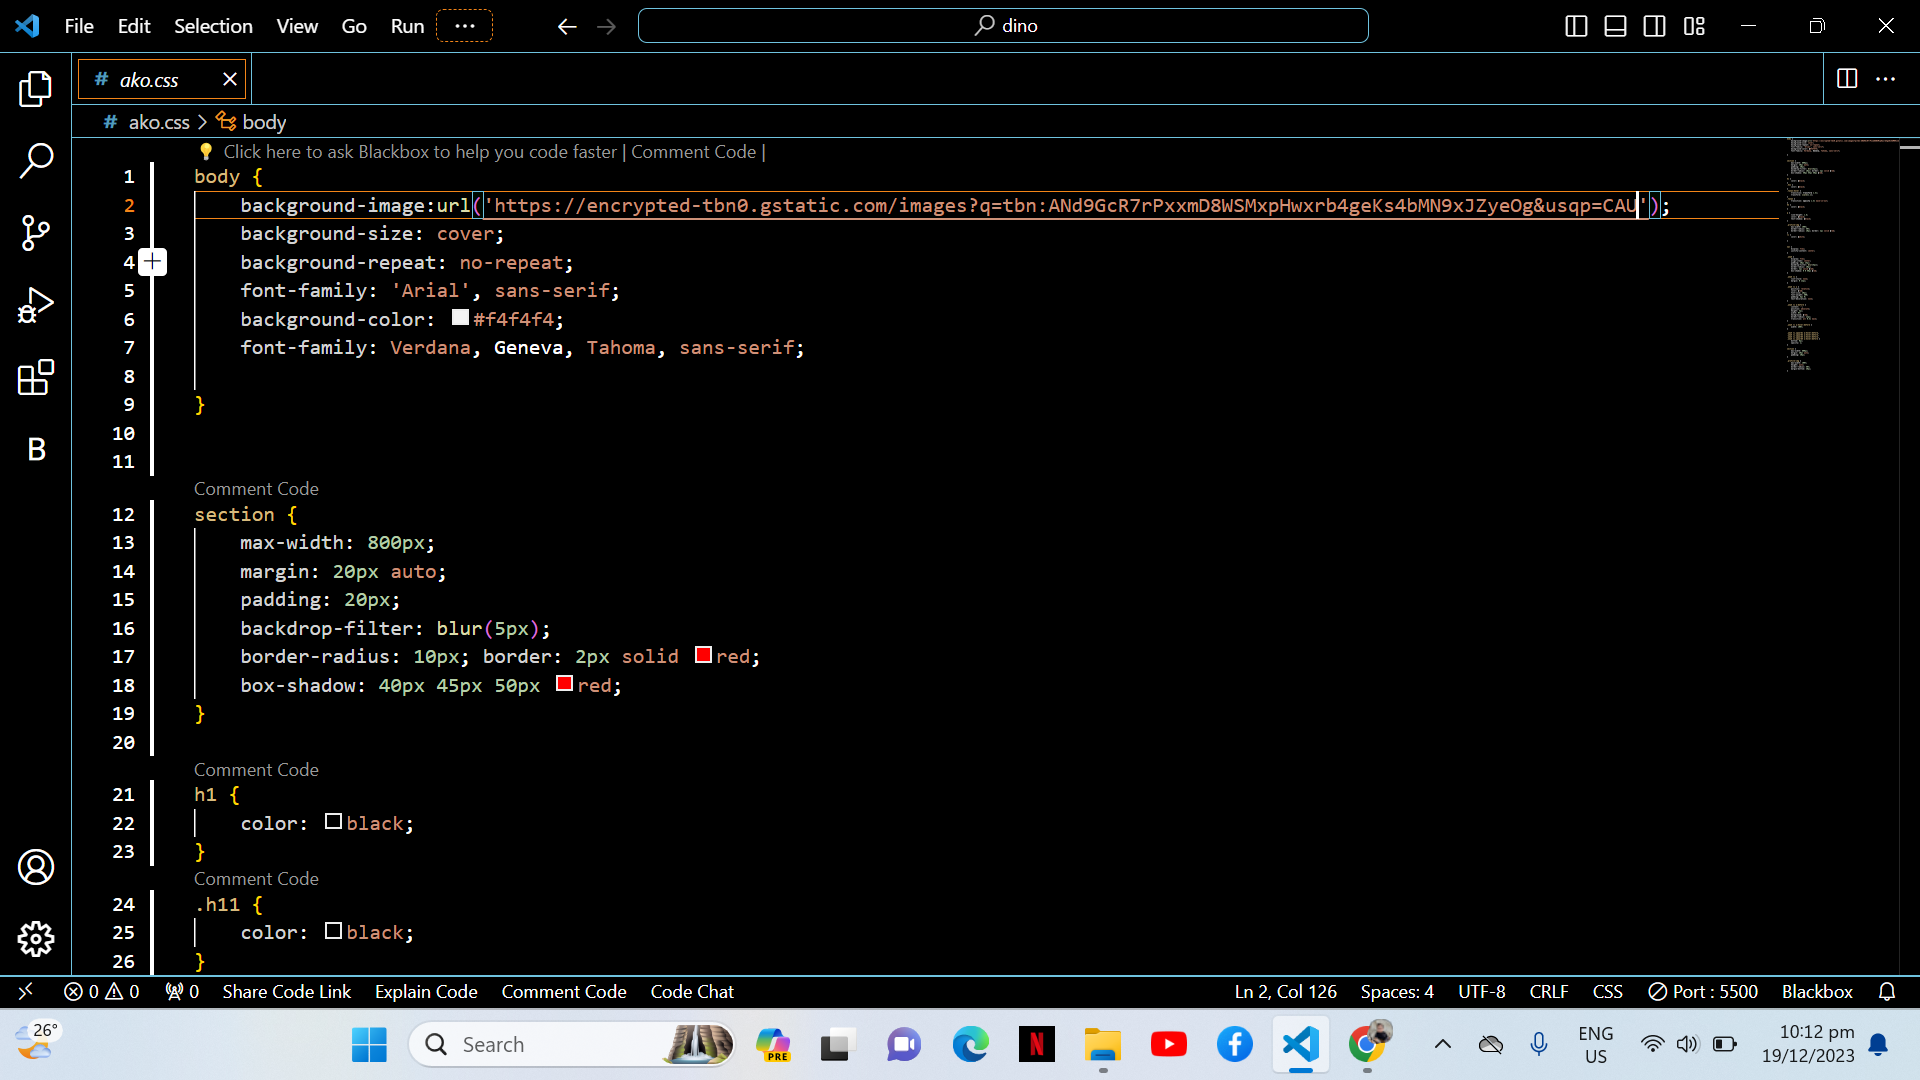 File Edit Selection View Go Run ... dino
# ako.css
# ako.css > body
Click here to ask Blackbox to help you code faster | Comment Code |
1 body {
2 background-image:url('https://encrypted-tbn0.gstatic.com/images?q=tbn:ANd9GcR7rPxxmD8WSMxpHwxrb4geKs4bMN9xJZyeOg&usqp=CAU');
3 background-size: cover;
4 background-repeat: no-repeat;
5 font-family: 'Arial', sans-serif;
6 background-color: #f4f4f4;
7 font-family: Verdana, Geneva, Tahoma, sans-serif;
8
9 }
10
11
Comment Code
12 section {
13 max-width: 800px;
14 margin: 20px auto;
15 padding: 20px;
16 backdrop-filter: blur(5px);
17 border-radius: 10px; border: 2px solid red;
18 box-shadow: 40px 45px 50px red;
19 }
20
Comment Code
21 h1 {
22 color: black;
23 }
Comment Code
24 .h11 {
25 color: black;
26 }
B
0 0 0 Share Code Link Explain Code Comment Code Code Chat Ln 2, Col 126 Spaces: 4 UTF-8 CRLF CSS Port : 5500 Blackbox
26° Search PRE N ENG 10:12 pm
US 19/12/2023